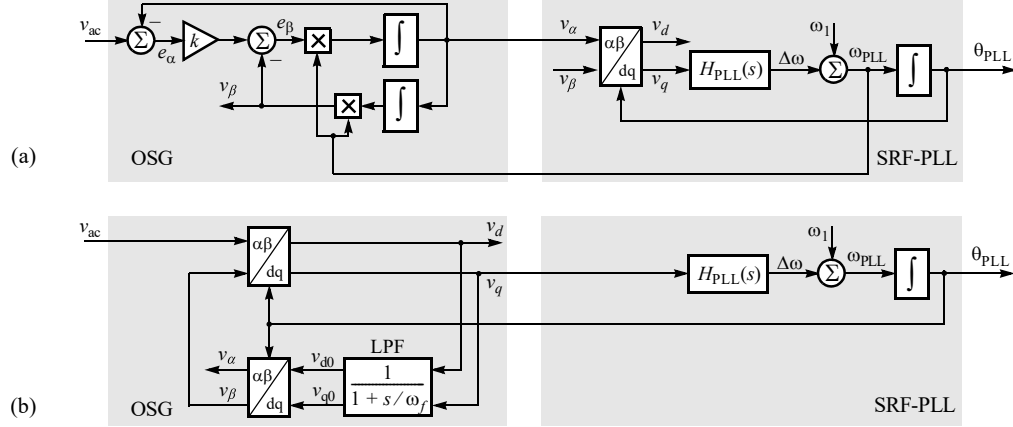 v_ac
Σ
−
e_α
k
Σ
−
e_β
×
∫
v_β
×
∫
v_α
v_β
αβ
dq
v_d
v_q
H_PLL(s)
Δω
ω_1
Σ
ω_PLL
∫
θ_PLL
(a)
OSG
SRF-PLL
v_ac
αβ
dq
v_d
v_q
H_PLL(s)
Δω
ω_1
Σ
ω_PLL
∫
θ_PLL
v_α
v_β
αβ
dq
v_d0
v_q0
LPF
1
1 + s/ω_f
(b)
OSG
SRF-PLL